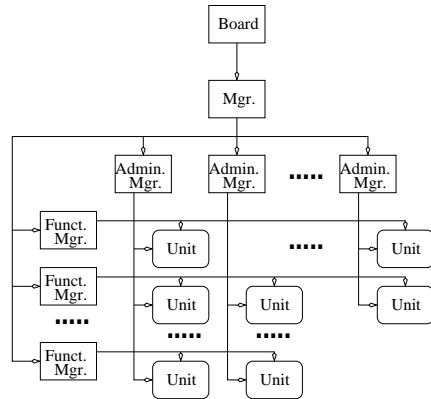 Board
Mgr.
Admin.
Mgr.
Admin.
Mgr.
.....
Admin.
Mgr.
Funct.
Mgr.
Unit
.....
Unit
Funct.
Mgr.
Unit
Unit
Unit
.....
.....
.....
Funct.
Mgr.
Unit
Unit